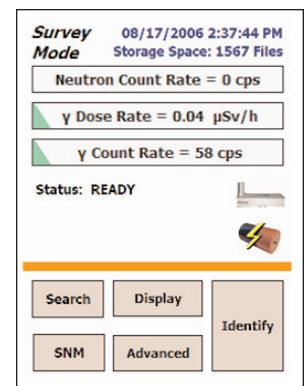 Survey 08/17/2006 2:37:44 PM
Mode Storage Space: 1567 Files
Neutron Count Rate = 0 cps
γ Dose Rate = 0.04 μSv/h
γ Count Rate = 58 cps
Status: READY
Search Display
Identify
SNM Advanced